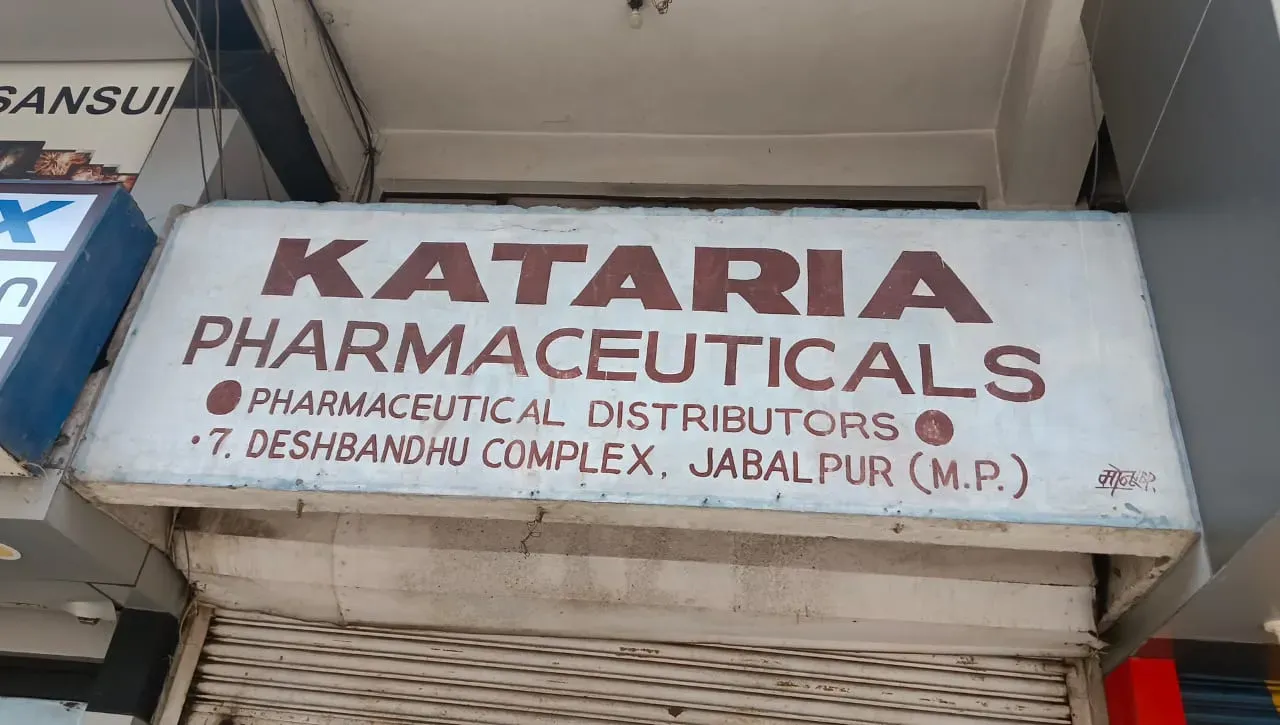 SANSUI
KATARIA
PHARMACEUTICALS
PHARMACEUTICAL DISTRIBUTORS
7. DESHBANDHU COMPLEX, JABALPUR (M.P.)